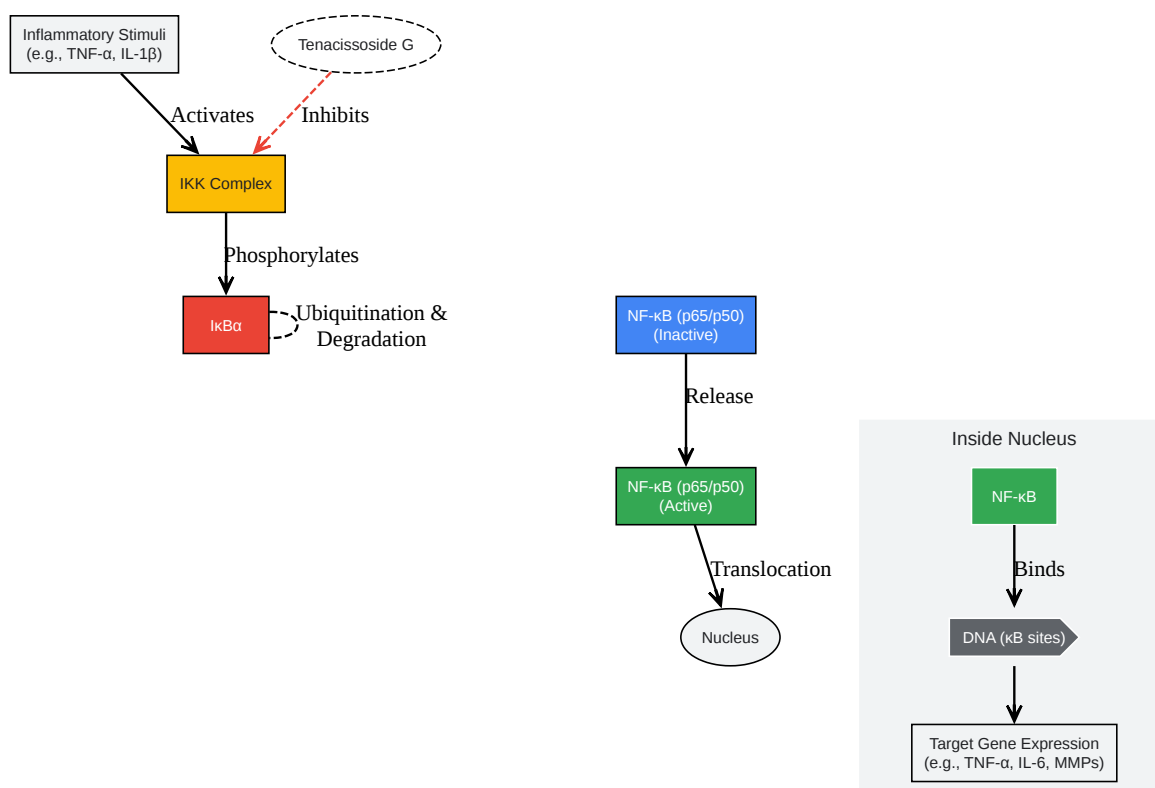 Inflammatory Stimuli
(e.g., TNF-α, IL-1β)
Tenacissoside G
Activates
Inhibits
IKK Complex
Phosphorylates
IκBα
Ubiquitination &
Degradation
NF-κB (p65/p50)
(Inactive)
Release
NF-κB (p65/p50)
(Active)
Translocation
Nucleus
Inside Nucleus
NF-κB
Binds
DNA (κB sites)
Target Gene Expression
(e.g., TNF-α, IL-6, MMPs)